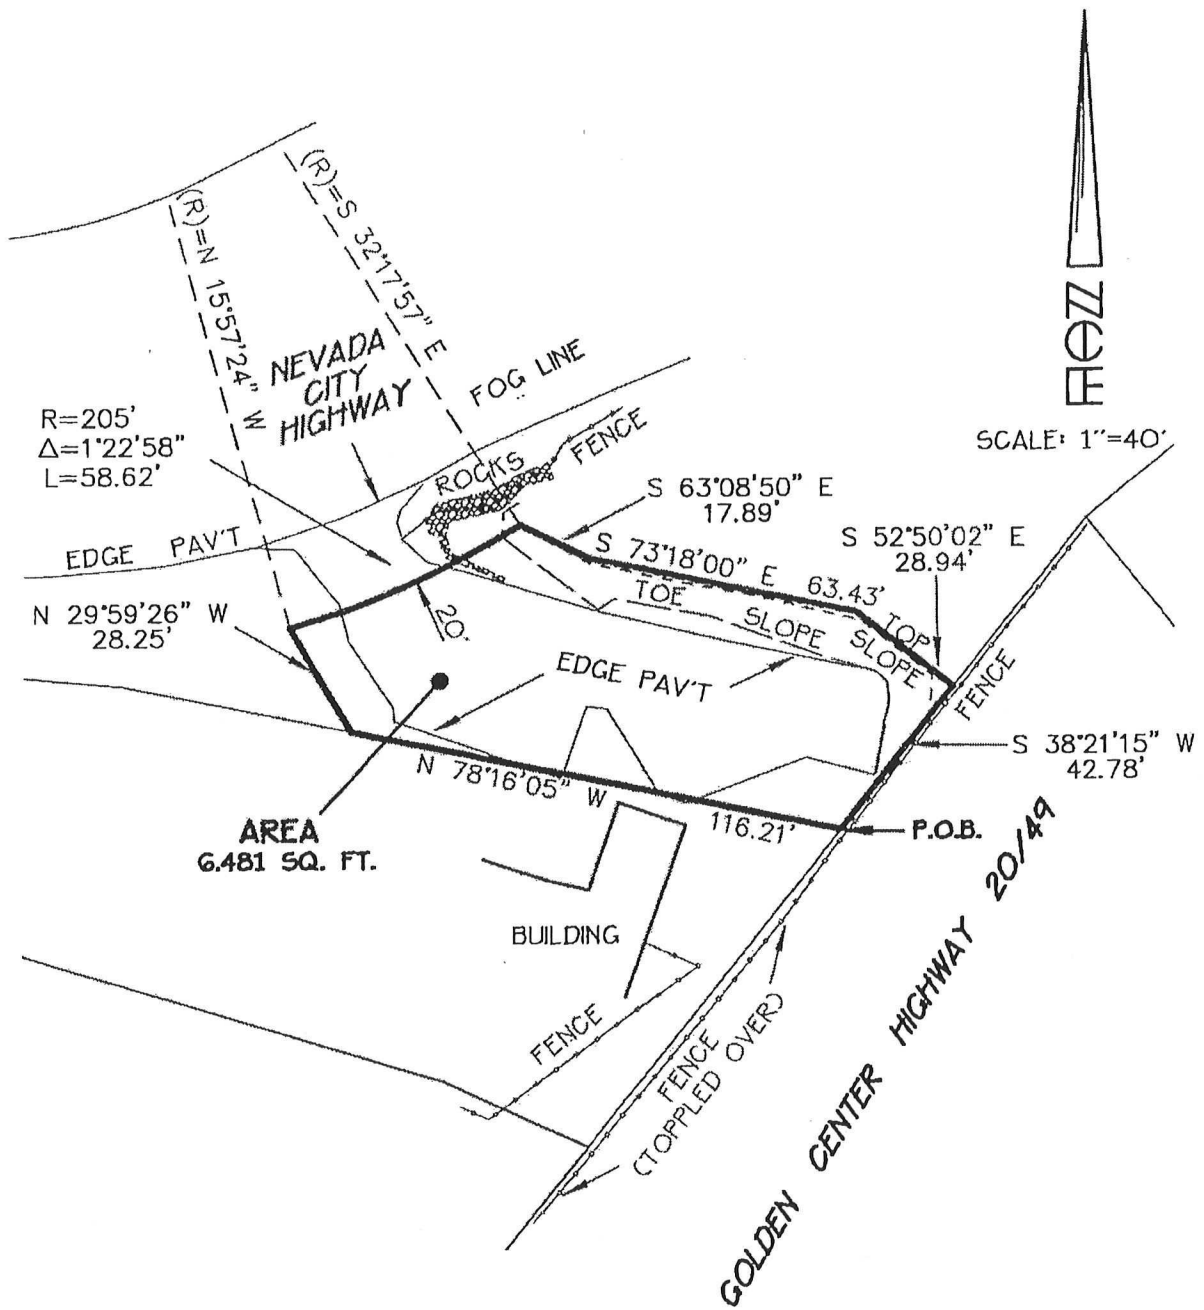 (R)=N 15°57'24" W
(R)=S 32°17'57" E
NEVADA
CITY
HIGHWAY
FOG LINE
R=205'
Δ=1°22'58"
L=58.62'
SCALE: 1"=40'
ROCKS
FENCE
S 63°08'50" E
17.89'
S 52°50'02" E
28.94'
EDGE PAV'T
S 73°18'00" E 63.43'
N 29°59'26" W
28.25'
20'
TOE SLOPE
TOP SLOPE
EDGE PAV'T
FENCE
S 38°21'15" W
42.78'
N 78°16'05" W
116.21'
P.O.B.
AREA
6.481 SQ. FT.
BUILDING
FENCE
FENCE
(TOPPLED OVER)
GOLDEN CENTER HIGHWAY 20/49